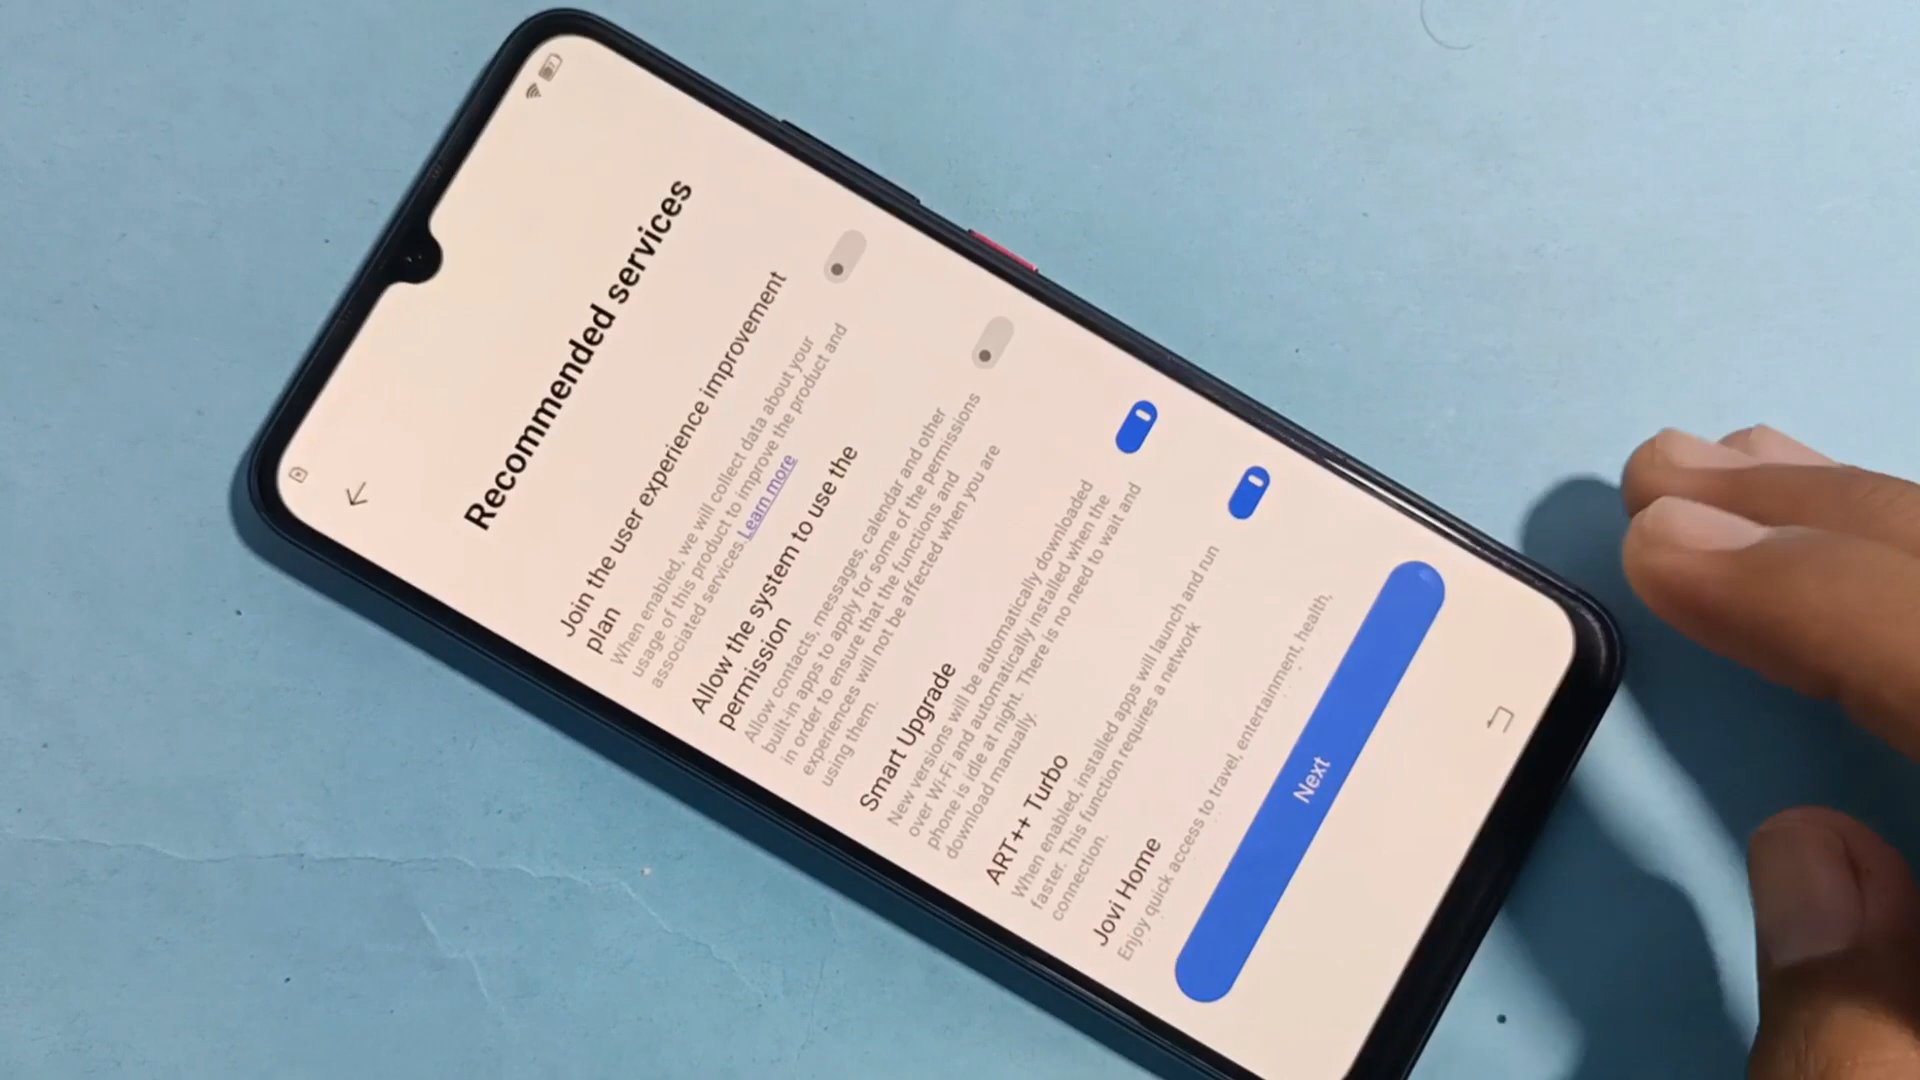 Recommended services
Join the user experience improvement
plan
When enabled, we will collect data about your
usage of this product to improve the product and
associated services. Learn more
Allow the system to use the
permission
Allow contacts, messages, calendar and other
built-in apps to apply for some of the permissions
in order to ensure that the functions and
experiences will not be affected when you are
using them.
Smart Upgrade
New versions will be automatically downloaded
over Wi-Fi and automatically installed when the
phone is idle at night. There is no need to wait and
download manually.
ART++ Turbo
When enabled, installed apps will launch and run
faster. This function requires a network
connection.
Jovi Home
Enjoy quick access to travel, entertainment, health,
Next